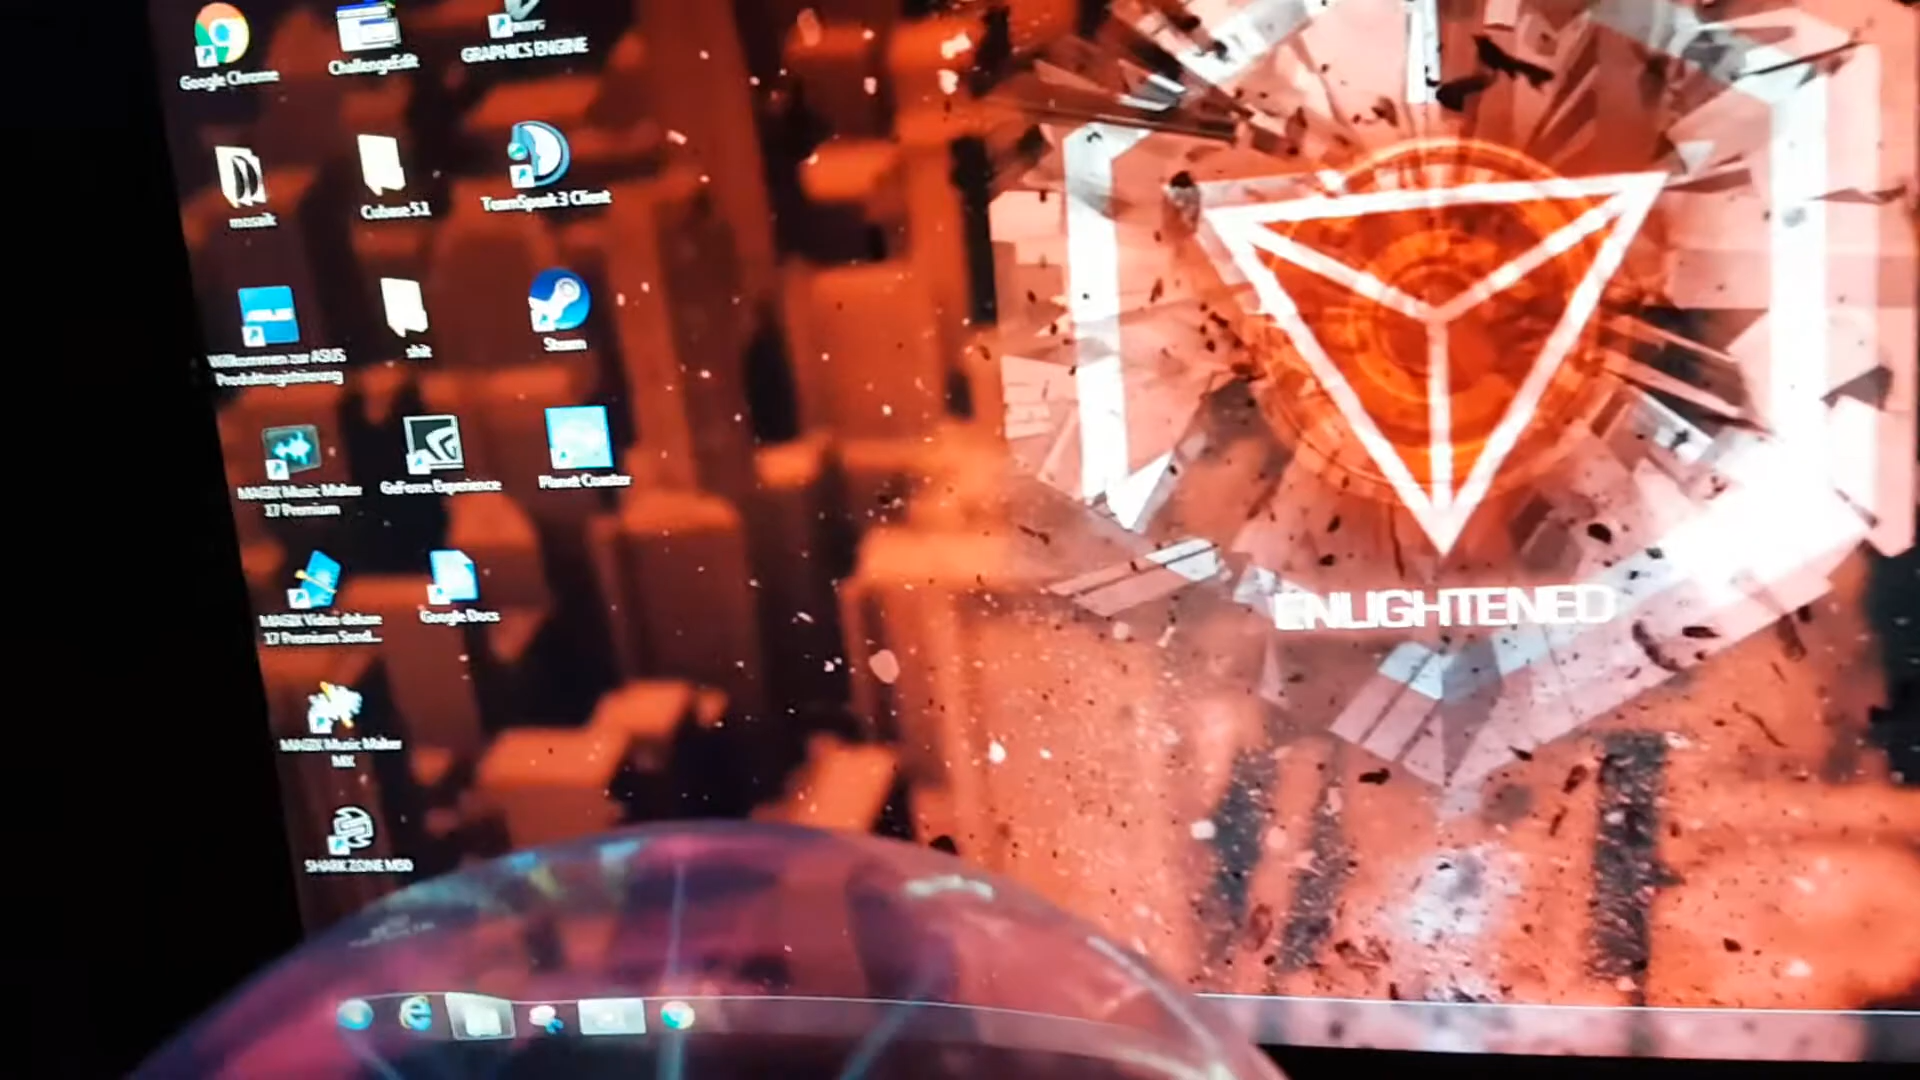 Google Chrome
ChallengeEdit
GRAPHICS ENGINE
mosaik
Cubase 5.1
TeamSpeak 3 Client
ASUS
Willkommen zur ASUS
Produktregistrierung
shit
Steam
MAGIX Music Maker
17 Premium
GeForce Experience
Planet Coaster
MAGIX Video deluxe
17 Premium Send...
Google Docs
MAGIX Music Maker
MX
SHARK ZONE M50
ENLIGHTENED